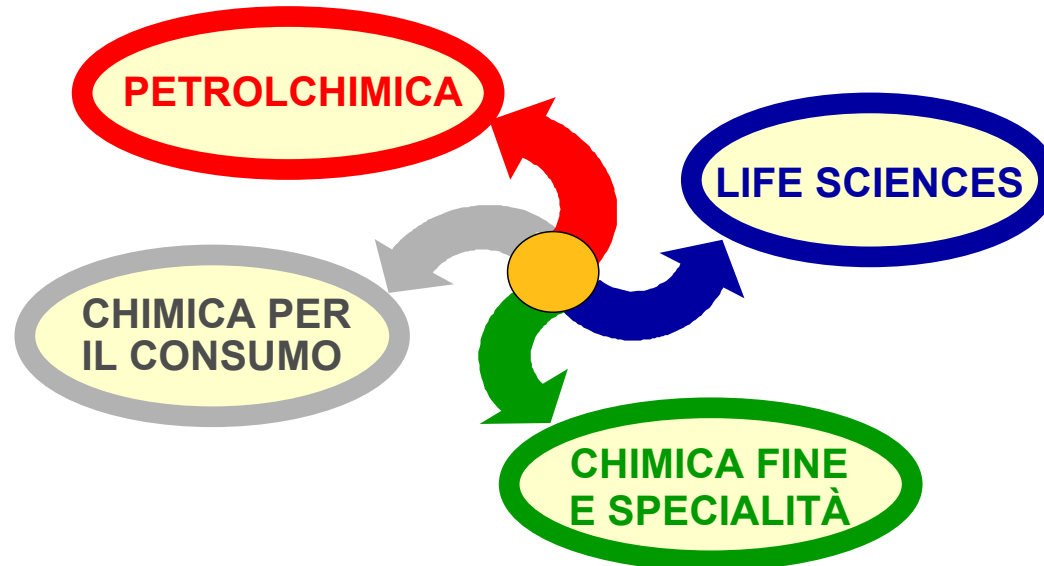 PETROLCHIMICA
LIFE SCIENCES
CHIMICA PER
IL CONSUMO
CHIMICA FINE
E SPECIALITÀ